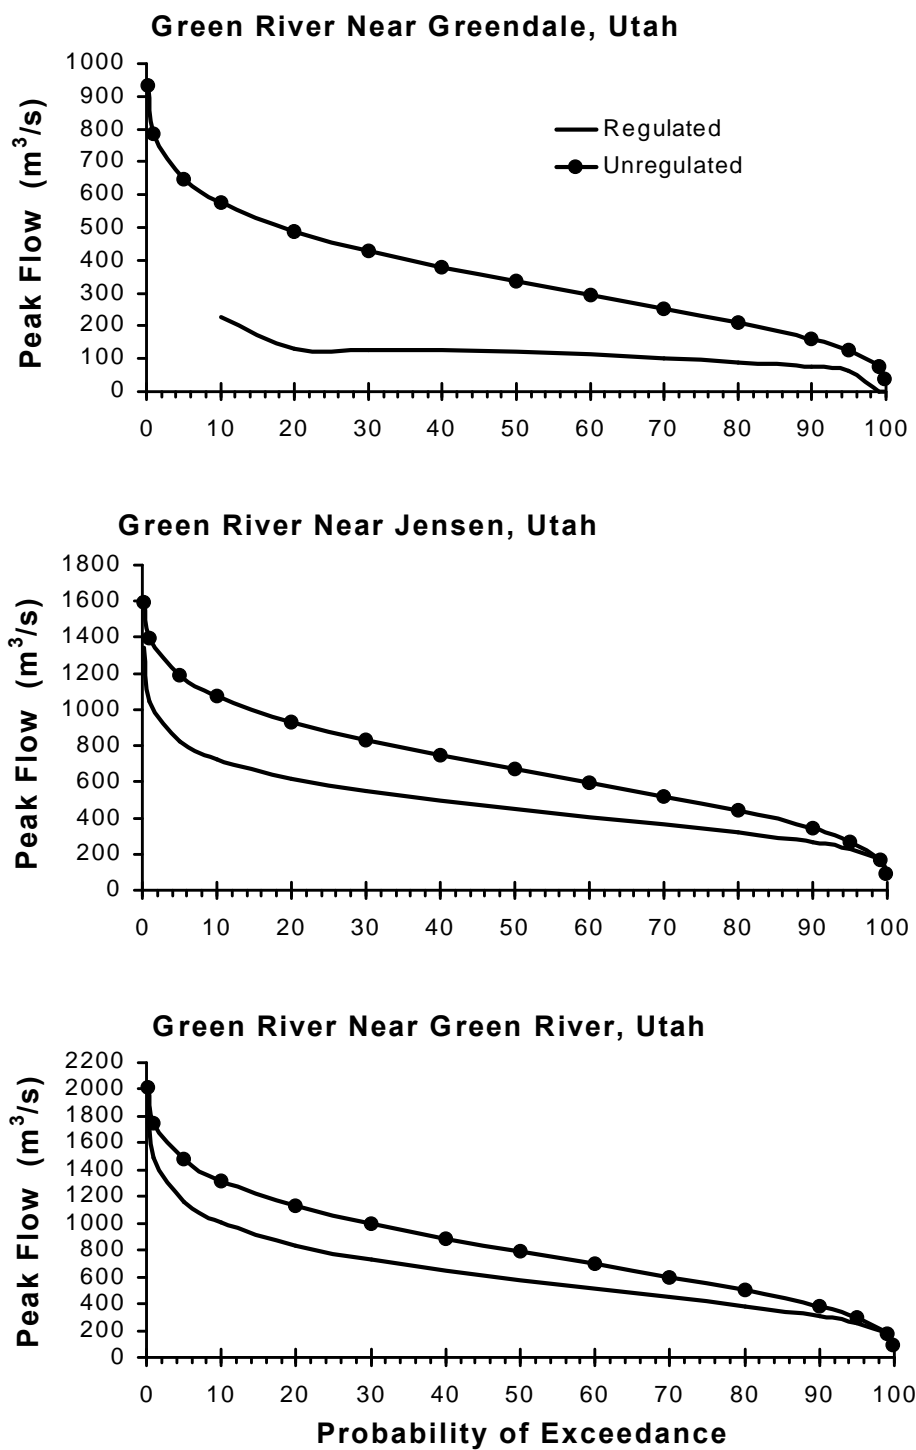 Green River Near Greendale, Utah
Peak Flow (m³/s)
1000
900
800
700
600
500
400
300
200
100
0
Regulated
Unregulated
0 10 20 30 40 50 60 70 80 90 100
Green River Near Jensen, Utah
Peak Flow (m³/s)
1800
1600
1400
1200
1000
800
600
400
200
0
0 10 20 30 40 50 60 70 80 90 100
Green River Near Green River, Utah
Peak Flow (m³/s)
2200
2000
1800
1600
1400
1200
1000
800
600
400
200
0
0 10 20 30 40 50 60 70 80 90 100
Probability of Exceedance